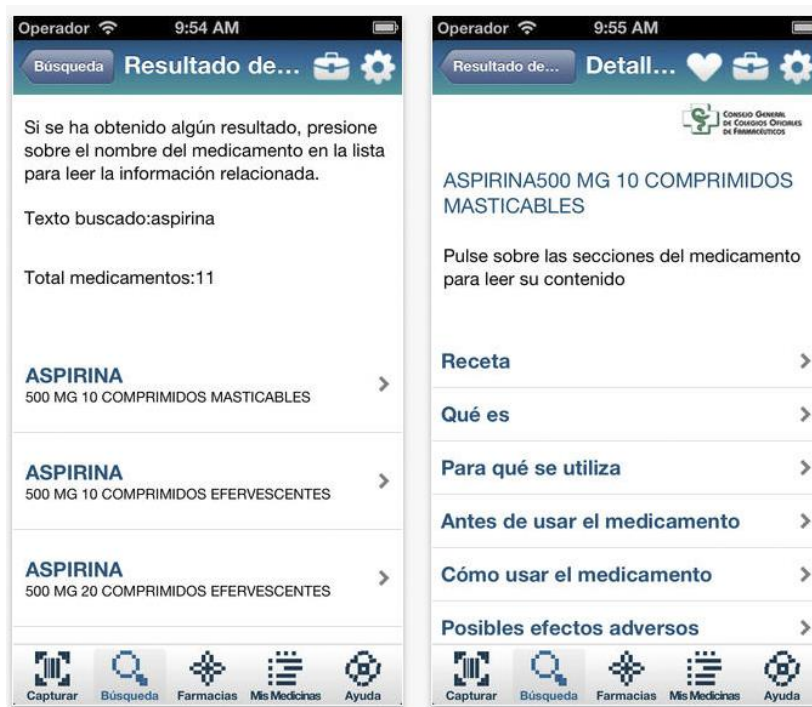 Operador
9:54 AM
Búsqueda
Resultado de...
Si se ha obtenido algún resultado, presione
sobre el nombre del medicamento en la lista
para leer la información relacionada.
Texto buscado:aspirina
Total medicamentos:11
ASPIRINA
500 MG 10 COMPRIMIDOS MASTICABLES
ASPIRINA
500 MG 10 COMPRIMIDOS EFERVESCENTES
ASPIRINA
500 MG 20 COMPRIMIDOS EFERVESCENTES
Capturar
Búsqueda
Farmacias
Mis Medicinas
Ayuda
Operador
9:55 AM
Resultado de...
Detall...
CONSEJO GENERAL
DE COLEGIOS OFICIALES
DE FARMACÉUTICOS
ASPIRINA500 MG 10 COMPRIMIDOS
MASTICABLES
Pulse sobre las secciones del medicamento
para leer su contenido
Receta
Qué es
Para qué se utiliza
Antes de usar el medicamento
Cómo usar el medicamento
Posibles efectos adversos
Capturar
Búsqueda
Farmacias
Mis Medicinas
Ayuda